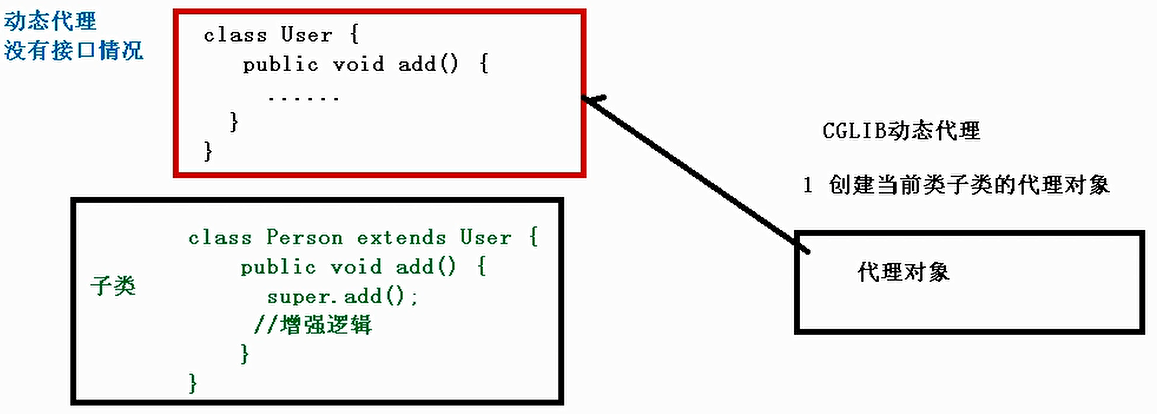 动态代理
没有接口情况
class User {
public void add() {
......
}
}
子类
class Person extends User {
public void add() {
super.add();
//增强逻辑
}
}
CGLIB动态代理
1 创建当前类子类的代理对象
代理对象